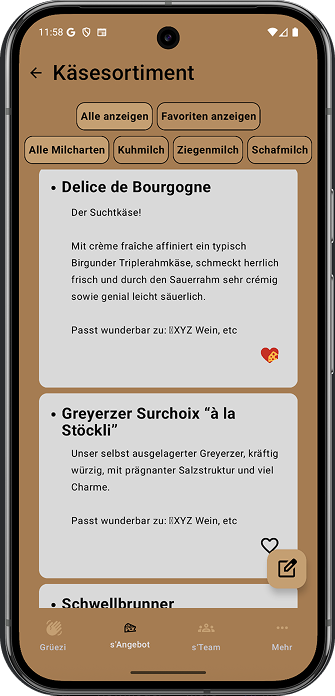 11:58
Käsesortiment
Alle anzeigen Favoriten anzeigen
Alle Milcharten Kuhmilch Ziegenmilch Schafmilch
• Delice de Bourgogne
Der Suchtkäse!
Mit crème fraîche affiniert ein typisch
Birgunder Triplerahmkäse, schmeckt herrlich
frisch und durch den Sauerrahm sehr crémig
sowie genial leicht säuerlich.
Passt wunderbar zu: XYZ Wein, etc
• Greyerzer Surchoix “à la
Stöckli”
Unser selbst ausgelagerter Greyerzer, kräftig
würzig, mit prägnanter Salzstruktur und viel
Charme.
Passt wunderbar zu: XYZ Wein, etc
• Schwellbrunner
Grüezi s'Angebot s'Team Mehr